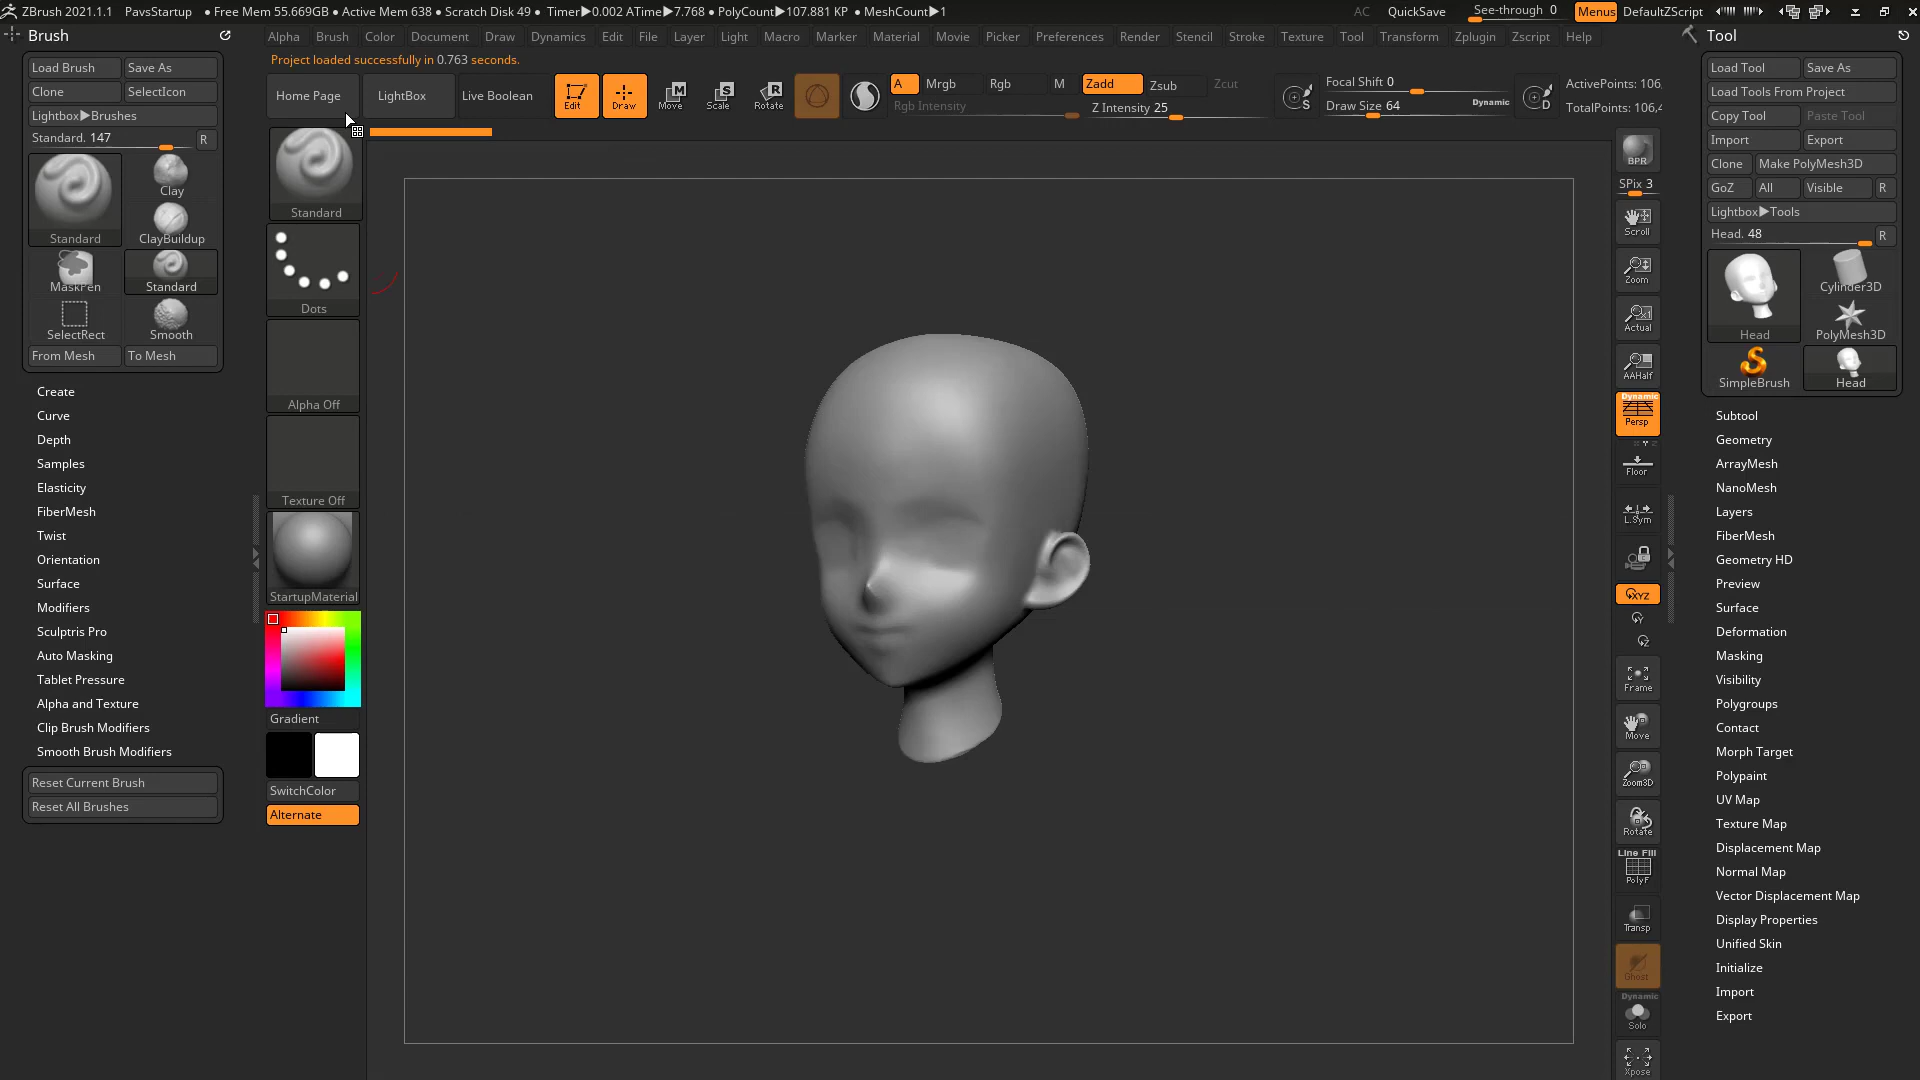 ZBrush 2021.1.1 PavsStartup • Free Mem 55.669GB • Active Mem 638 • Scratch Disk 49 • Timer▶0.002 ATime▶7.768 • PolyCount▶107.881 KP • MeshCount▶1 AC QuickSave See-through 0 Menus DefaultZScript
Brush
Alpha Brush Color Document Draw Dynamics Edit File Layer Light Macro Marker Material Movie Picker Preferences Render Stencil Stroke Texture Tool Transform Zplugin Zscript Help
Tool
Project loaded successfully in 0.763 seconds.
Load Brush Save As
Clone SelectIcon
Lightbox▶Brushes
Standard. 147 R
Standard
Clay
ClayBuildup
MaskPen
Standard
SelectRect
Smooth
From Mesh To Mesh
Create
Curve
Depth
Samples
Elasticity
FiberMesh
Twist
Orientation
Surface
Modifiers
Sculptris Pro
Auto Masking
Tablet Pressure
Alpha and Texture
Clip Brush Modifiers
Smooth Brush Modifiers
Reset Current Brush
Reset All Brushes
Home Page LightBox Live Boolean
Edit Draw Move Scale Rotate
M S R
A Mrgb Rgb M
Rgb Intensity
Zadd Zsub Zcut
Z Intensity 25
S
Focal Shift 0
Draw Size 64 Dynamic
D
ActivePoints: 106,
TotalPoints: 106,4
Standard
Dots
Alpha Off
Texture Off
StartupMaterial
Gradient
SwitchColor
Alternate
BPR
SPix 3
Scroll
Zoom
Actual
AAHalf
Dynamic
Persp
Floor
L.Sym
XYZ
Y
Z
Frame
Move
Zoom3D
Rotate
Line Fill
PolyF
Transp
Ghost
Dynamic
Solo
Xpose
Load Tool Save As
Load Tools From Project
Copy Tool Paste Tool
Import Export
Clone Make PolyMesh3D
GoZ All Visible R
Lightbox▶Tools
Head. 48 R
Head
Cylinder3D
PolyMesh3D
SimpleBrush
Head
Subtool
Geometry
ArrayMesh
NanoMesh
Layers
FiberMesh
Geometry HD
Preview
Surface
Deformation
Masking
Visibility
Polygroups
Contact
Morph Target
Polypaint
UV Map
Texture Map
Displacement Map
Normal Map
Vector Displacement Map
Display Properties
Unified Skin
Initialize
Import
Export